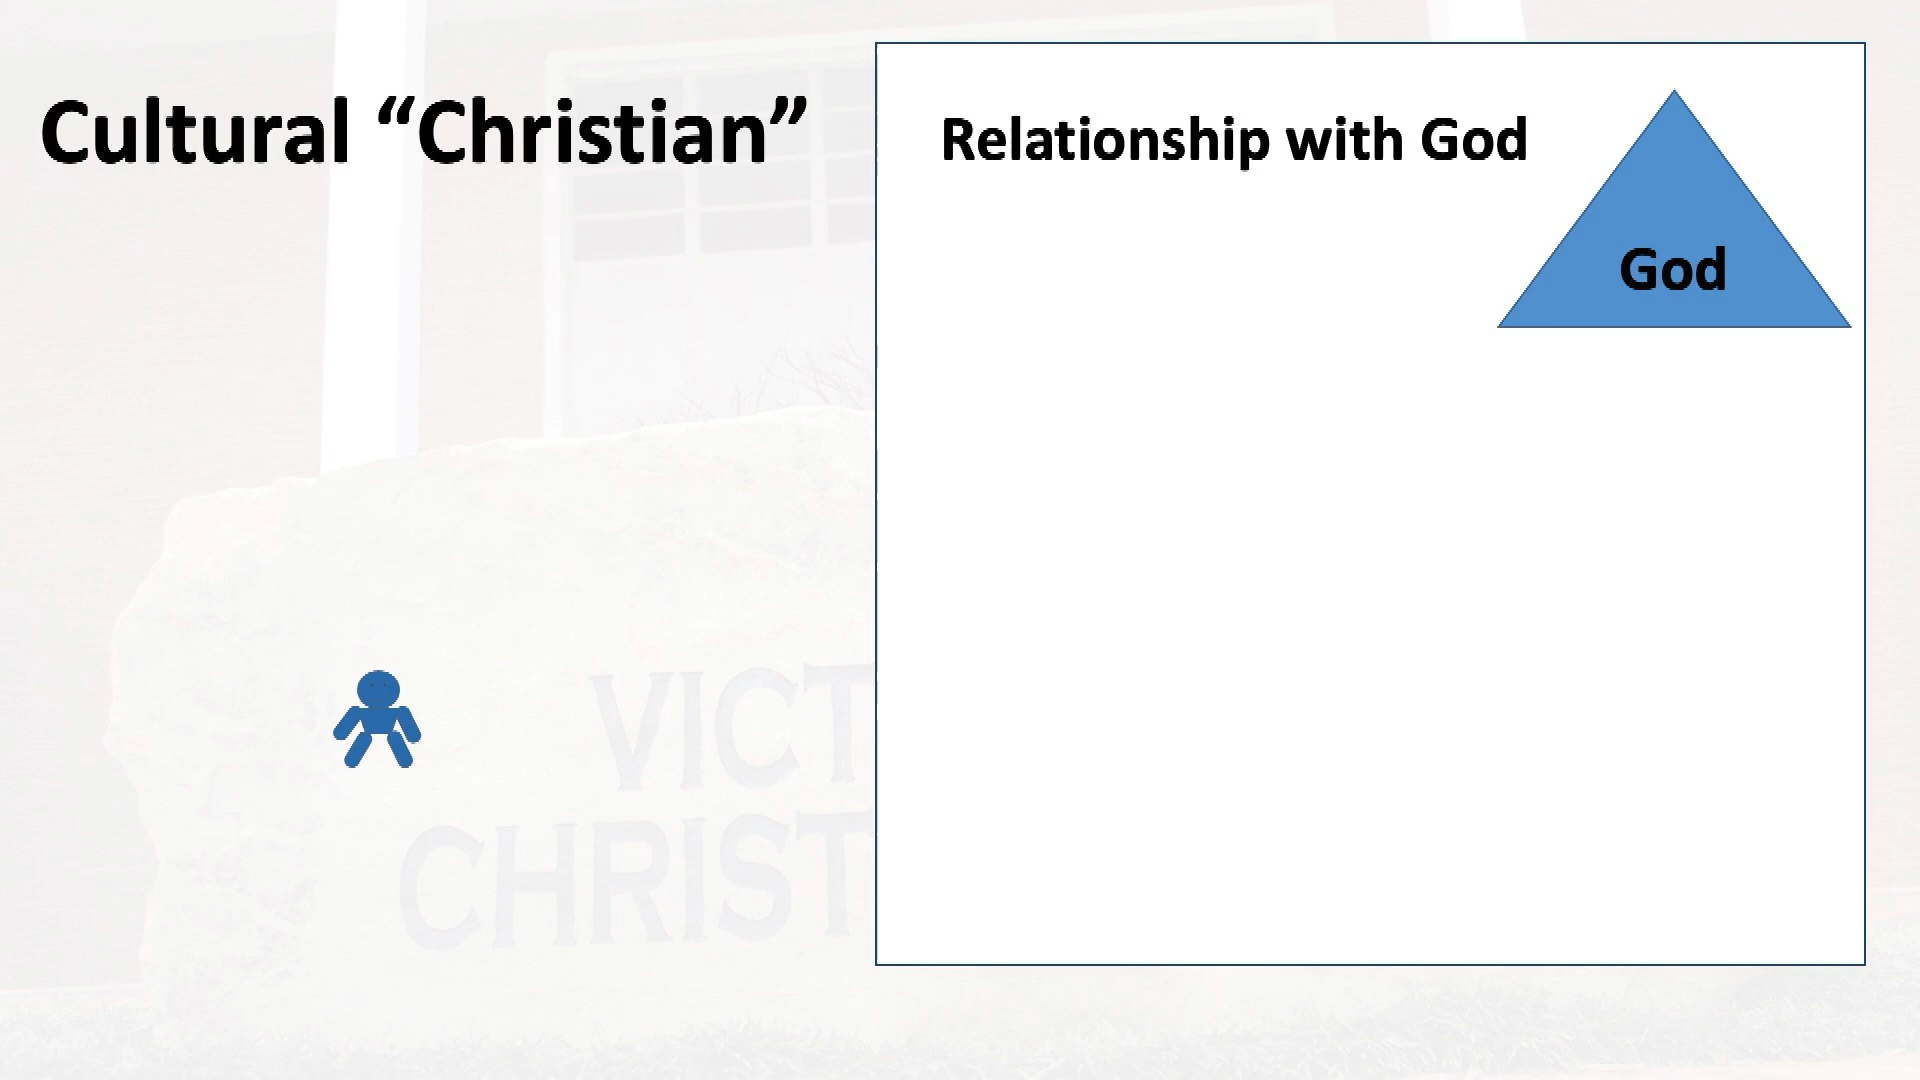 Cultural “Christian”
Relationship with God
God
VICT
CHRIST